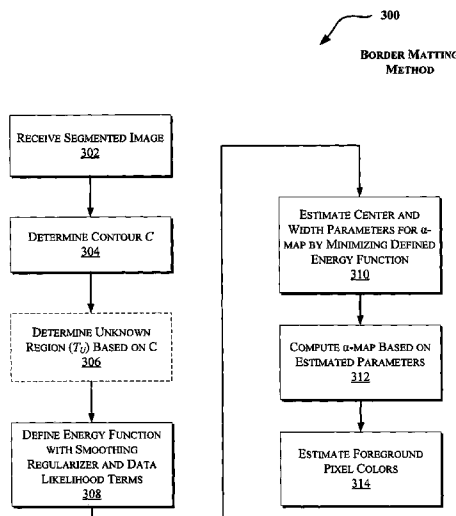 300
BORDER MATTING
METHOD
RECEIVE SEGMENTED IMAGE
302
DETERMINE CONTOUR C
304
DETERMINE UNKNOWN
REGION (TU) BASED ON C
306
DEFINE ENERGY FUNCTION
WITH SMOOTHING
REGULARIZER AND DATA
LIKELIHOOD TERMS
308
ESTIMATE CENTER AND
WIDTH PARAMETERS FOR α-
MAP BY MINIMIZING DEFINED
ENERGY FUNCTION
310
COMPUTE α-MAP BASED ON
ESTIMATED PARAMETERS
312
ESTIMATE FOREGROUND
PIXEL COLORS
314